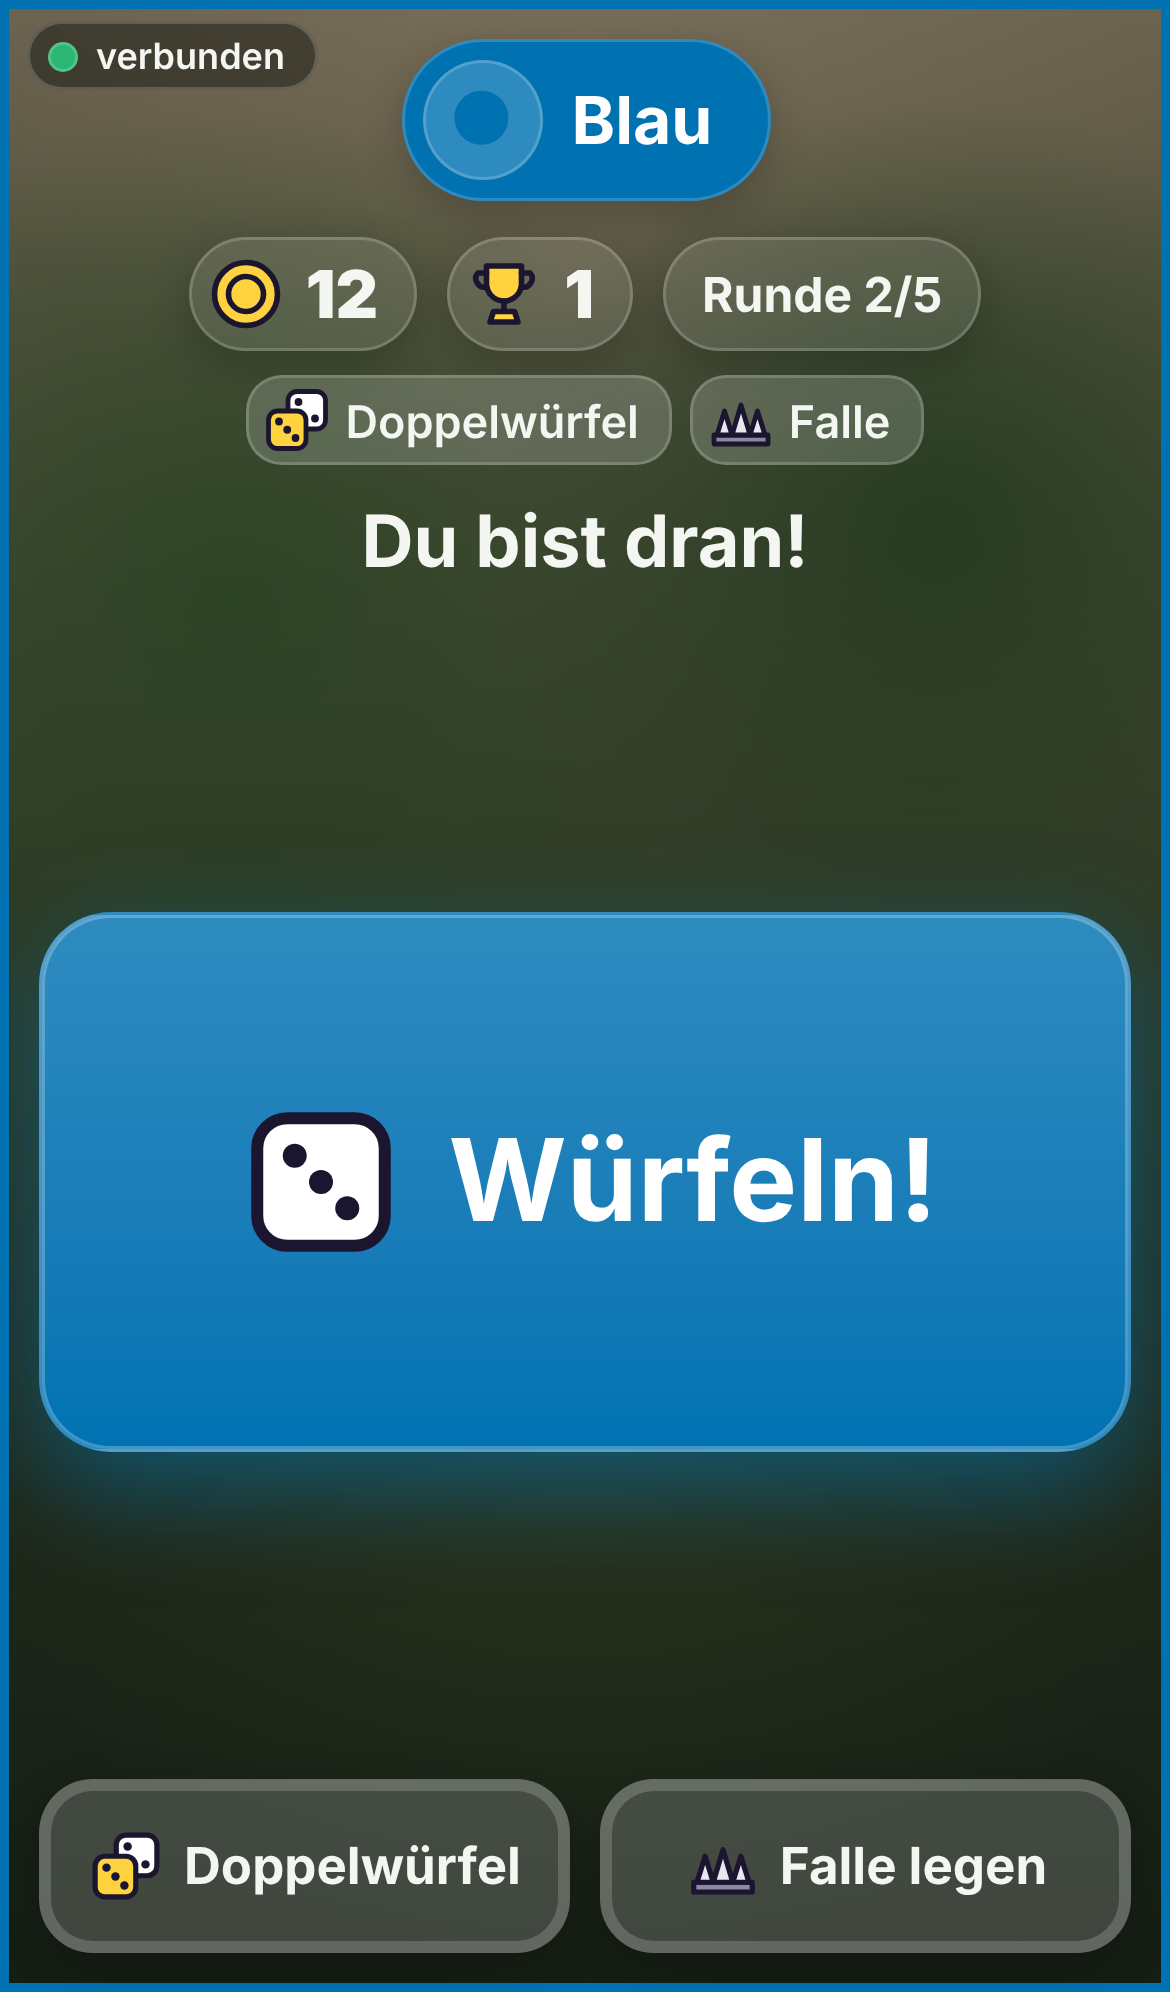 verbunden
Blau
12
1
Runde 2/5
Doppelwürfel
Falle
Du bist dran!
Würfeln!
Doppelwürfel
Falle legen